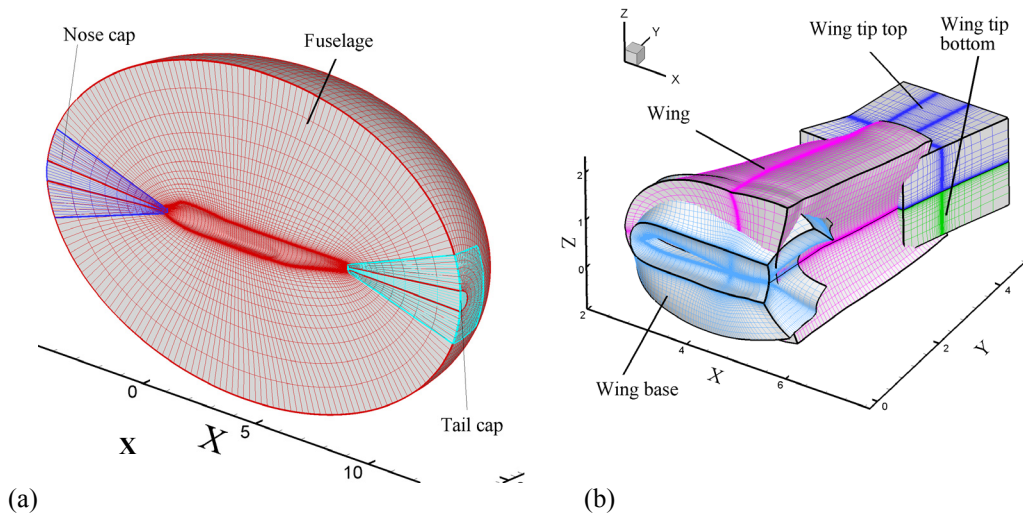 Nose cap
Fuselage
Tail cap
0
5
10
X
X
(a)
Z
Y
X
Wing tip top
Wing tip
bottom
Wing
Wing base
2
1
0
Z
2
4
6
X
0
2
4
Y
(b)